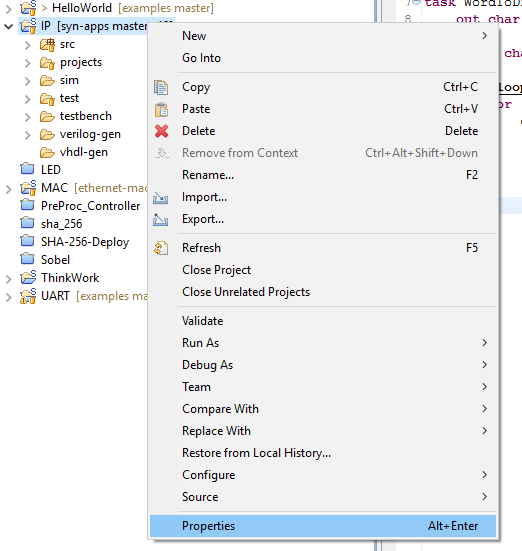 > HelloWorld [examples master]
IP [syn-apps master
src
projects
sim
test
testbench
verilog-gen
vhdl-gen
LED
MAC [ethernet-mac
PreProc_Controller
sha_256
SHA-256-Deploy
Sobel
ThinkWork
UART [examples ma
New
Go Into
Copy Ctrl+C
Paste Ctrl+V
Delete Delete
Remove from Context Ctrl+Alt+Shift+Down
Rename... F2
Import...
Export...
Refresh F5
Close Project
Close Unrelated Projects
Validate
Run As
Debug As
Team
Compare With
Replace With
Restore from Local History...
Configure
Source
Properties Alt+Enter
7 task WordToDi
8 out char
cha
loop
or